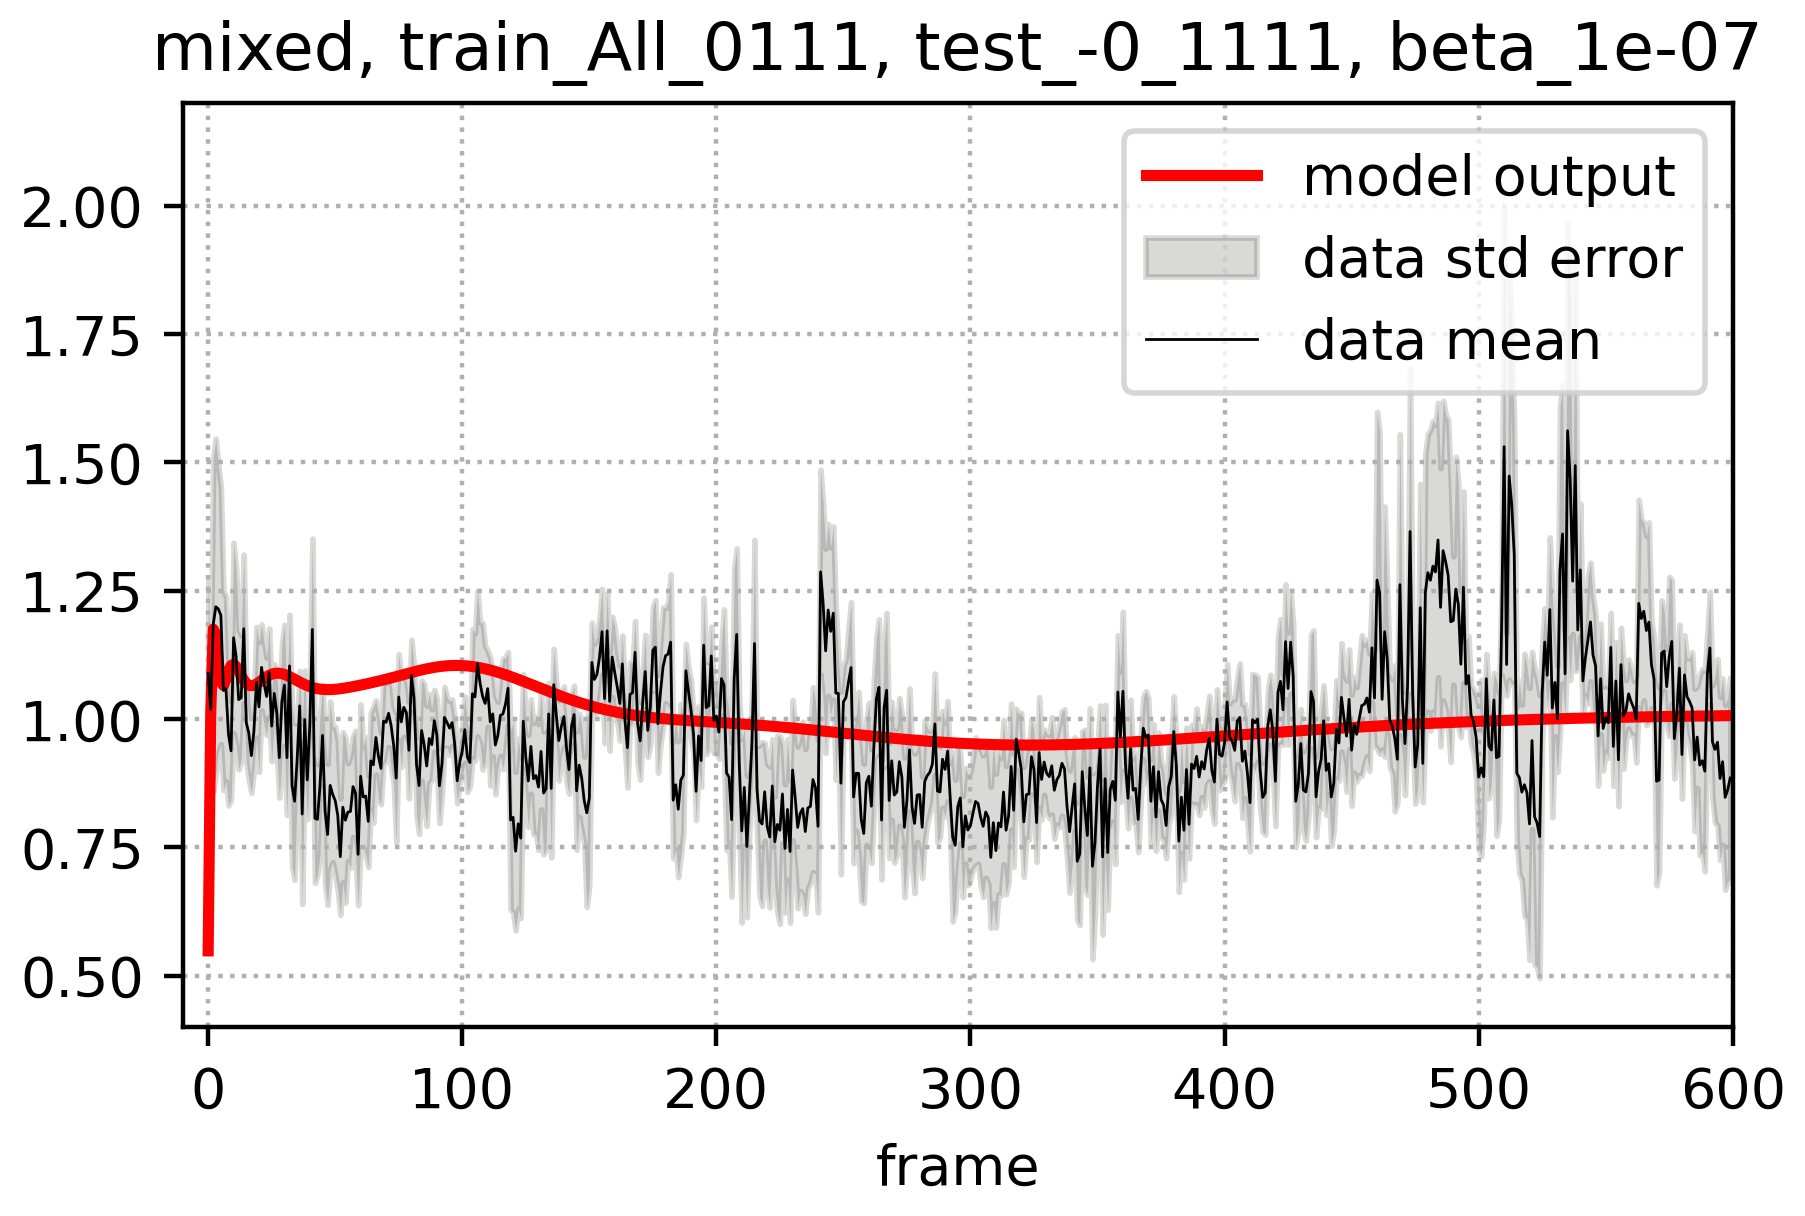 mixed, train_All_0111, test_-0_1111, beta_1e-07
model output
data std error
data mean
2.00
1.75
1.50
1.25
1.00
0.75
0.50
0 100 200 300 400 500 600
frame